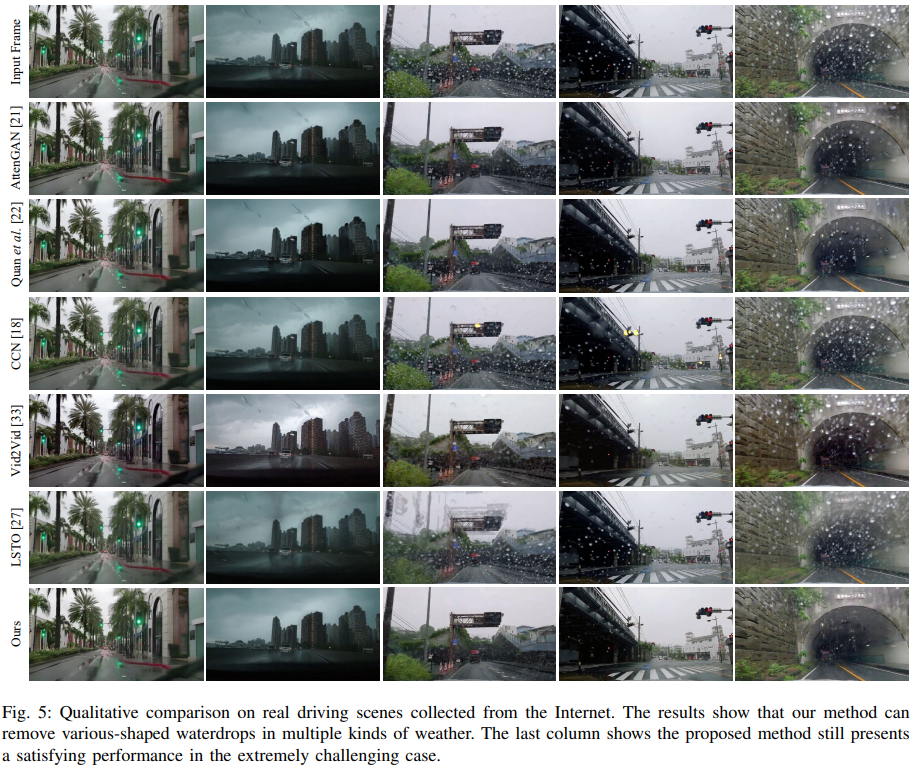 Input Frame
AttenGAN [21]
Quan et al. [22]
CCN [18]
Vid2Vid [33]
LSTO [27]
Ours
Fig. 5: Qualitative comparison on real driving scenes collected from the Internet. The results show that our method can
remove various-shaped waterdrops in multiple kinds of weather. The last column shows the proposed method still presents
a satisfying performance in the extremely challenging case.